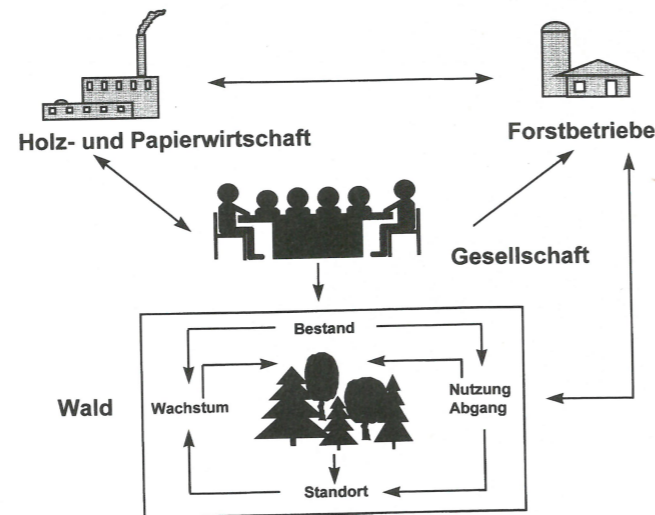 Holz- und Papierwirtschaft
Forstbetriebe
Gesellschaft
Bestand
Wald
Wachstum
Nutzung
Abgang
Standort